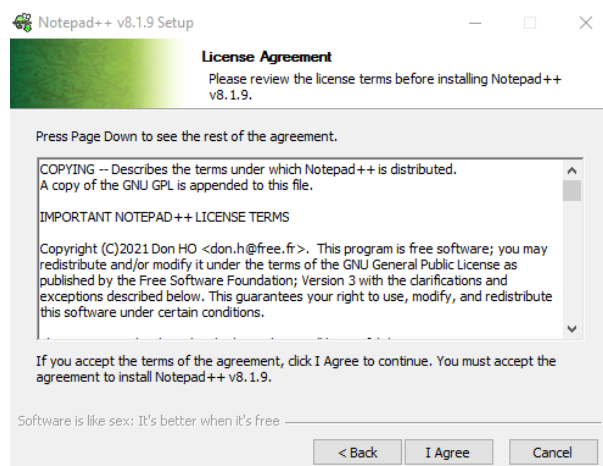 Notepad++ v8.1.9 Setup
License Agreement
Please review the license terms before installing Notepad++
v8.1.9.
Press Page Down to see the rest of the agreement.
COPYING -- Describes the terms under which Notepad++ is distributed.
A copy of the GNU GPL is appended to this file.
IMPORTANT NOTEPAD++ LICENSE TERMS
Copyright (C)2021 Don HO <don.h@free.fr>. This program is free software; you may
redistribute and/or modify it under the terms of the GNU General Public License as
published by the Free Software Foundation; Version 3 with the clarifications and
exceptions described below. This guarantees your right to use, modify, and redistribute
this software under certain conditions.
If you accept the terms of the agreement, click I Agree to continue. You must accept the
agreement to install Notepad++ v8.1.9.
Software is like sex: It's better when it's free
< Back
I Agree
Cancel